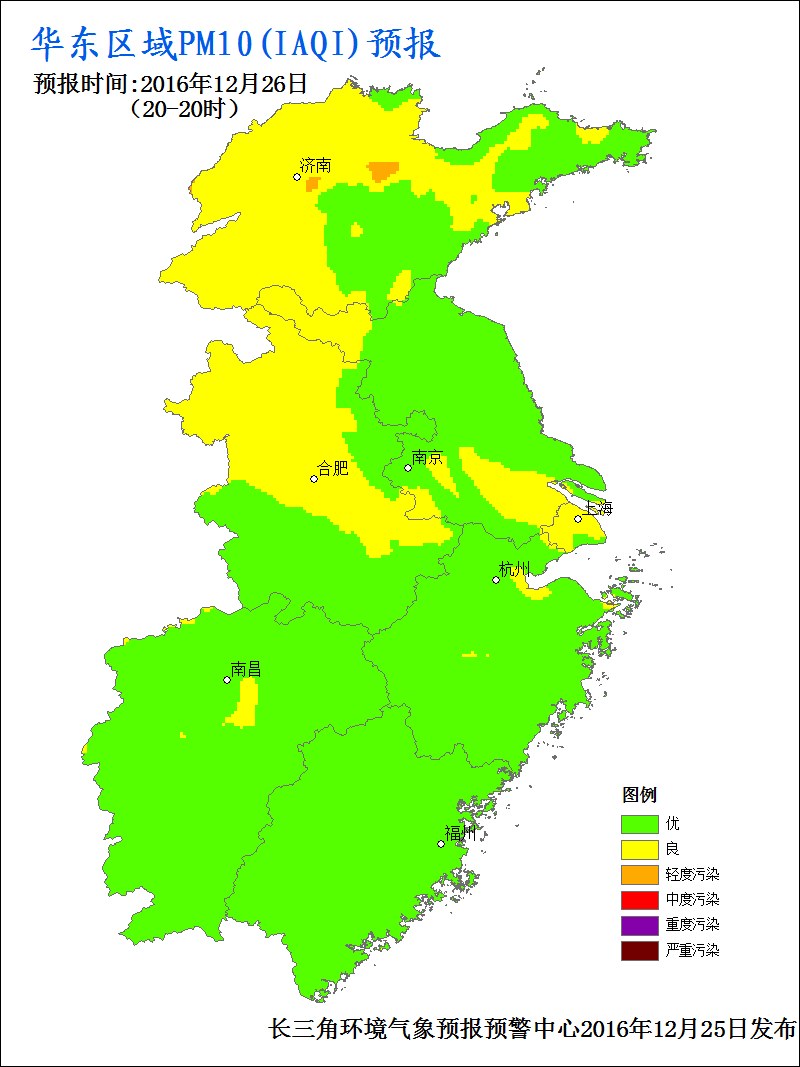 华东区域PM10(IAQI)预报
预报时间:2016年12月26日
（20-20时）
济南
合肥
南京
上海
杭州
南昌
福州
图例
优
良
轻度污染
中度污染
重度污染
严重污染
长三角环境气象预报预警中心2016年12月25日发布